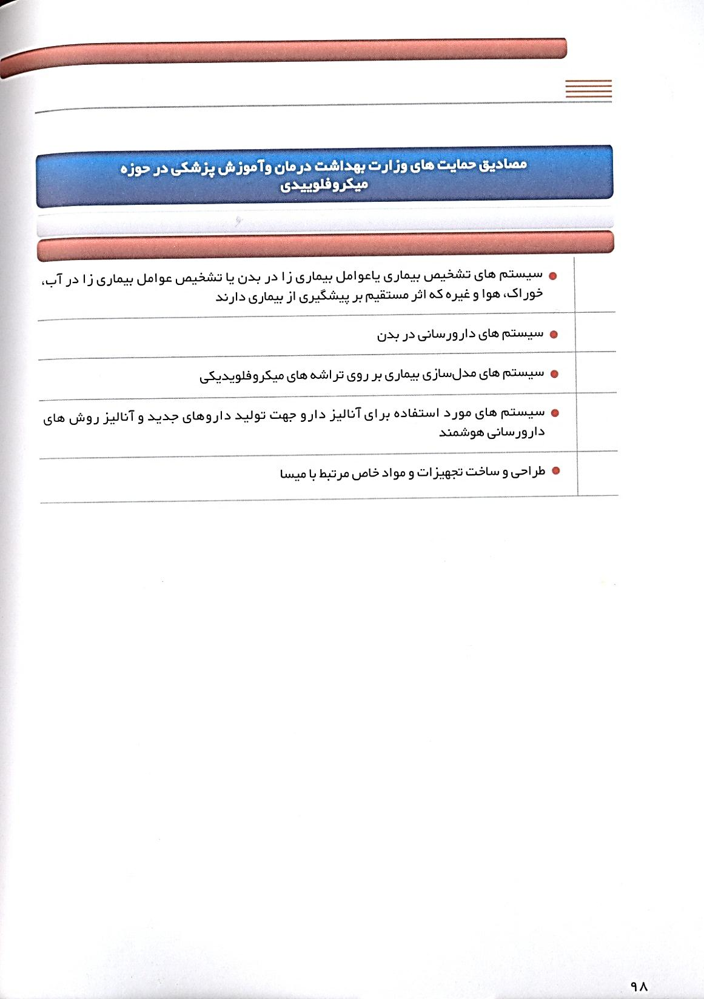 مصادیق حمایت های وزارت بهداشت درمان وآموزش پزشکی در حوزه
میکروفلوییدی
سیستم های تشخیص بیماری یاعوامل بیماری زا در بدن یا تشخیص عوامل بیماری زا در آب،
خوراک، هوا و غیره که اثر مستقیم بر پیشگیری از بیماری دارند
سیستم های دارورسانی در بدن
سیستم های مدل‌سازی بیماری بر روی تراشه های میکروفلویدیکی
سیستم های مورد استفاده برای آنالیز دارو جهت تولید داروهای جدید و آنالیز روش های
دارورسانی هوشمند
طراحی و ساخت تجهیزات و مواد خاص مرتبط با میسا
۹۸